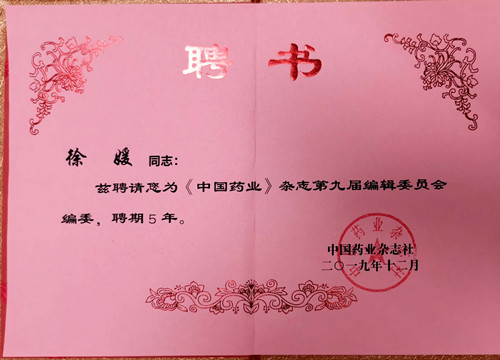 聘书
徐媛 同志：
兹聘请您为《中国药业》杂志第九届编辑委员会
编委，聘期5年。
中国药业杂志社
二〇一九年十二月